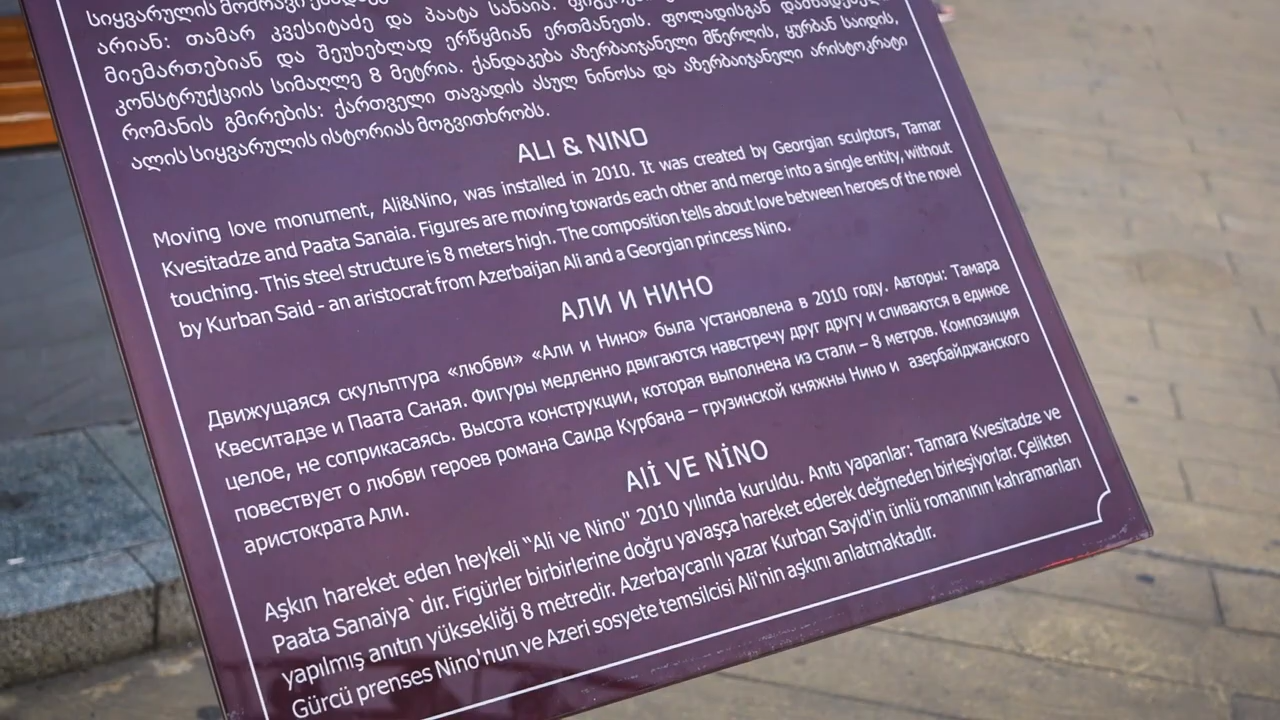 სიყვარულის მოძრავი
არიან: თამარ კვესიტაძე და პაატა სანაია.
მიემართებიან და შეუხებლად ერწყმიან ერთმანეთს. ფოლადისგან
კონსტრუქციის სიმაღლე 8 მეტრია. ქანდაკება აზერბაიჯანელი მწერლის, ყურბან საიდის,
რომანის გმირების: ქართველი თავადის ასულ ნინოსა და აზერბაიჯანელი არისტოკრატი
ალის სიყვარულის ისტორიას მოგვითხრობს.
ALI & NINO
Moving love monument, Ali&Nino, was installed in 2010. It was created by Georgian sculptors, Tamar
Kvesitadze and Paata Sanaia. Figures are moving towards each other and merge into a single entity, without
touching. This steel structure is 8 meters high. The composition tells about love between heroes of the novel
by Kurban Said - an aristocrat from Azerbaijan Ali and a Georgian princess Nino.
АЛИ И НИНО
Движущаяся скульптура «любви» «Али и Нино» была установлена в 2010 году. Авторы: Тамара
Квеситадзе и Паата Саная. Фигуры медленно двигаются навстречу друг другу и сливаются в единое
целое, не соприкасаясь. Высота конструкции, которая выполнена из стали – 8 метров. Композиция
повествует о любви героев романа Саида Курбана – грузинской княжны Нино и азербайджанского
аристократа Али.
ALİ VE NİNO
Aşkın hareket eden heykeli “Ali ve Nino" 2010 yılında kuruldu. Anıtı yapanlar: Tamara Kvesitadze ve
Paata Sanaiya` dır. Figürler birbirlerine doğru yavaşça hareket ederek değmeden birleşiyorlar. Çelikten
yapılmış anıtın yüksekliği 8 metredir. Azerbaycanlı yazar Kurban Sayid'in ünlü romanının kahramanları
Gürcü prenses Nino'nun ve Azeri sosyete temsilcisi Ali'nin aşkını anlatmaktadır.